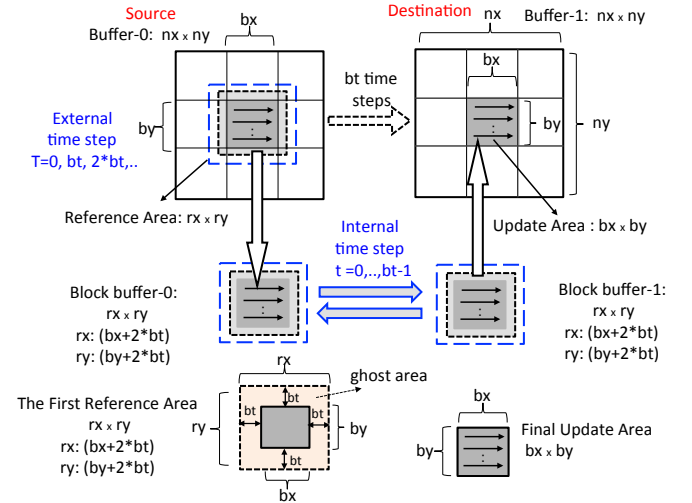 Source
Buffer-0: nx x ny
bx
Destination
nx
Buffer-1: nx x ny
bx
bt time
steps
External
time step
T=0, bt, 2*bt,..
by
:
by
:
ny
Reference Area: rx x ry
Update Area : bx x by
Internal
time step
t =0,..,bt-1
Block buffer-0:
rx x ry
rx: (bx+2*bt)
ry: (by+2*bt)
:
:
Block buffer-1:
rx x ry
rx: (bx+2*bt)
ry: (by+2*bt)
rx
ghost area
The First Reference Area
rx x ry
rx: (bx+2*bt)
ry: (by+2*bt)
ry
bt
bt
bt
bt
by
bx
bx
by
:
Final Update Area
bx x by